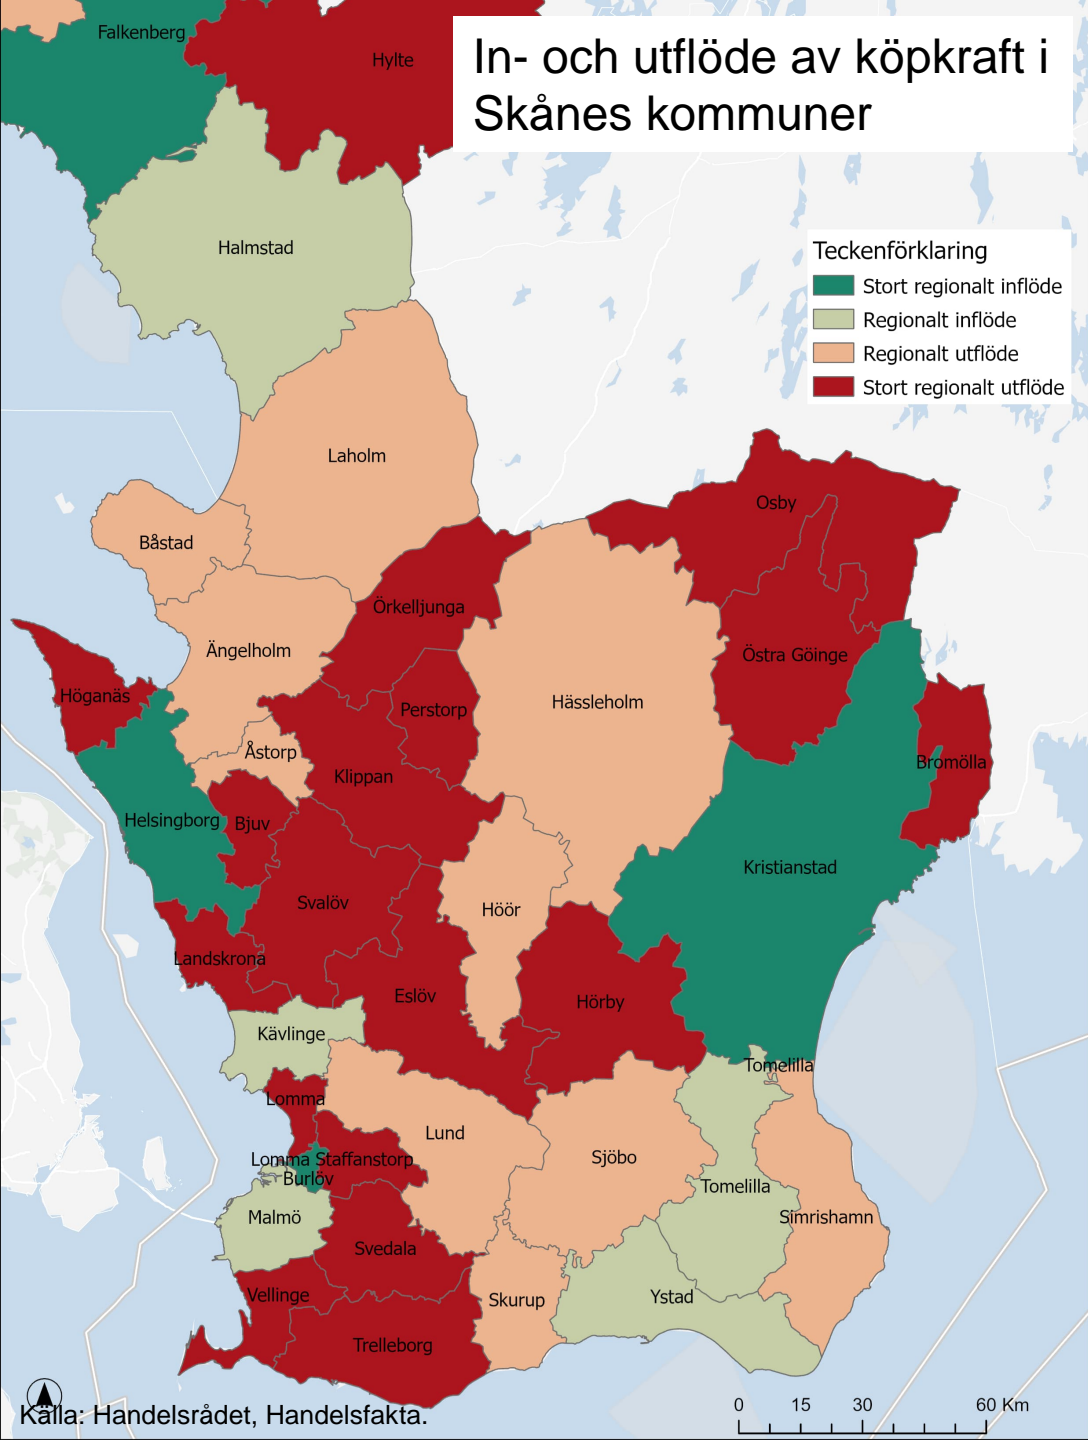 In- och utflöde av köpkraft i
Skånes kommuner
Falkenberg
Hylte
Halmstad
Teckenförklaring
Stort regionalt inflöde
Regionalt inflöde
Regionalt utflöde
Stort regionalt utflöde
Laholm
Osby
Båstad
Örkelljunga
Ängelholm
Östra Göinge
Höganäs
Hässleholm
Perstorp
Åstorp
Bromölla
Klippan
Helsingborg
Bjuv
Kristianstad
Svalöv
Höör
Landskrona
Eslöv
Hörby
Kävlinge
Tomelilla
Lomma
Lund
Sjöbo
Lomma Staffanstorp
Burlöv
Tomelilla
Malmö
Simrishamn
Svedala
Vellinge
Skurup
Ystad
Trelleborg
0 15 30 60 Km
Källa: Handelsrådet, Handelsfakta.